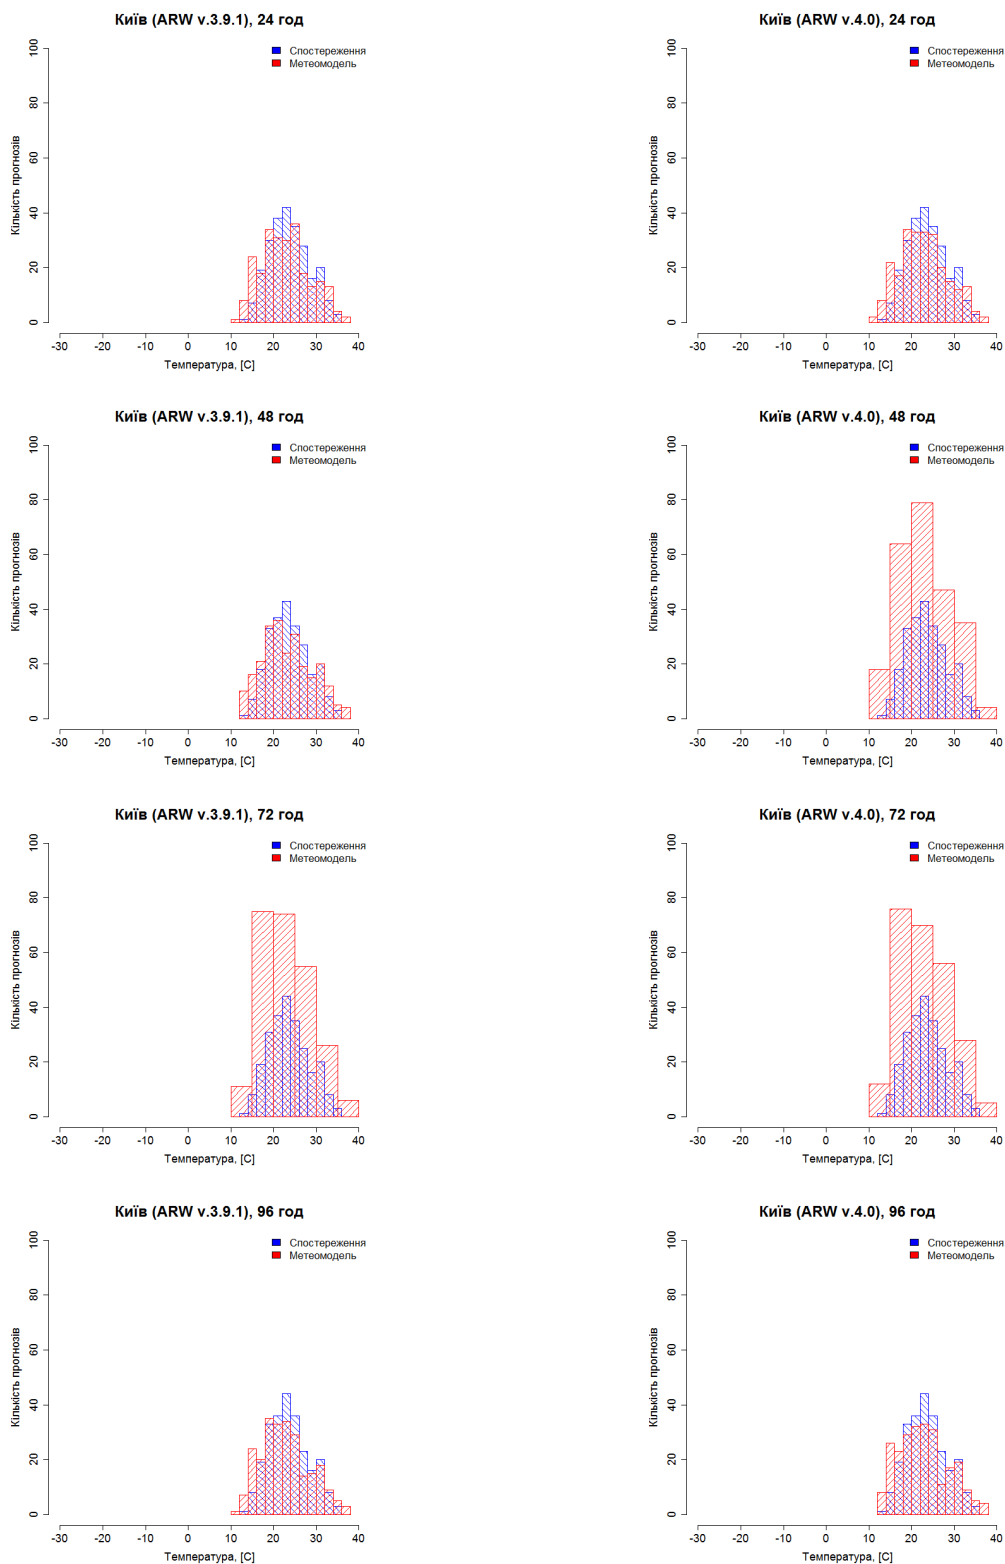 Київ (ARW v.3.9.1), 24 год
Спостереження
Метеомодель
Кількість прогнозів
0 20 40 60 80 100
-30 -20 -10 0 10 20 30 40
Температура, [C]
Київ (ARW v.4.0), 24 год
Спостереження
Метеомодель
Кількість прогнозів
0 20 40 60 80 100
-30 -20 -10 0 10 20 30 40
Температура, [C]
Київ (ARW v.3.9.1), 48 год
Спостереження
Метеомодель
Кількість прогнозів
0 20 40 60 80 100
-30 -20 -10 0 10 20 30 40
Температура, [C]
Київ (ARW v.4.0), 48 год
Спостереження
Метеомодель
Кількість прогнозів
0 20 40 60 80 100
-30 -20 -10 0 10 20 30 40
Температура, [C]
Київ (ARW v.3.9.1), 72 год
Спостереження
Метеомодель
Кількість прогнозів
0 20 40 60 80 100
-30 -20 -10 0 10 20 30 40
Температура, [C]
Київ (ARW v.4.0), 72 год
Спостереження
Метеомодель
Кількість прогнозів
0 20 40 60 80 100
-30 -20 -10 0 10 20 30 40
Температура, [C]
Київ (ARW v.3.9.1), 96 год
Спостереження
Метеомодель
Кількість прогнозів
0 20 40 60 80 100
-30 -20 -10 0 10 20 30 40
Температура, [C]
Київ (ARW v.4.0), 96 год
Спостереження
Метеомодель
Кількість прогнозів
0 20 40 60 80 100
-30 -20 -10 0 10 20 30 40
Температура, [C]